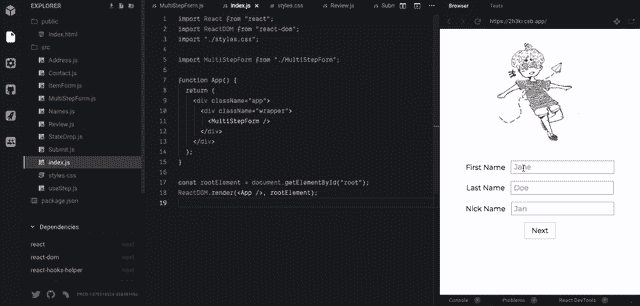 EXPLORER
public
index.html
src
Address.js
Contact.js
ItemForm.js
MultiStepForm.js
Names.js
Review.js
StateDrop.js
Submit.js
index.js
styles.css
useStep.js
package.json
Dependencies
react
react-dom
react-hooks-helper
MultiStepForm.js
index.js
styles.css
Review.js
1 import React from "react";
2 import ReactDOM from "react-dom";
3 import "./styles.css";
4
5 import MultiStepForm from "./MultiStepForm";
6
7 function App() {
8 return (
9 <div className="app">
10 <div className="wrapper">
11 <MultiStepForm />
12 </div>
13 </div>
14 );
15 }
16
17 const rootElement = document.getElementById("root");
18 ReactDOM.render(<App />, rootElement);
19
Browser
Tests
https://2h3ki.csb.app/
First Name Jane
Last Name Doe
Nick Name Jan
Next
Console 0
Problems 0
React DevTools 0